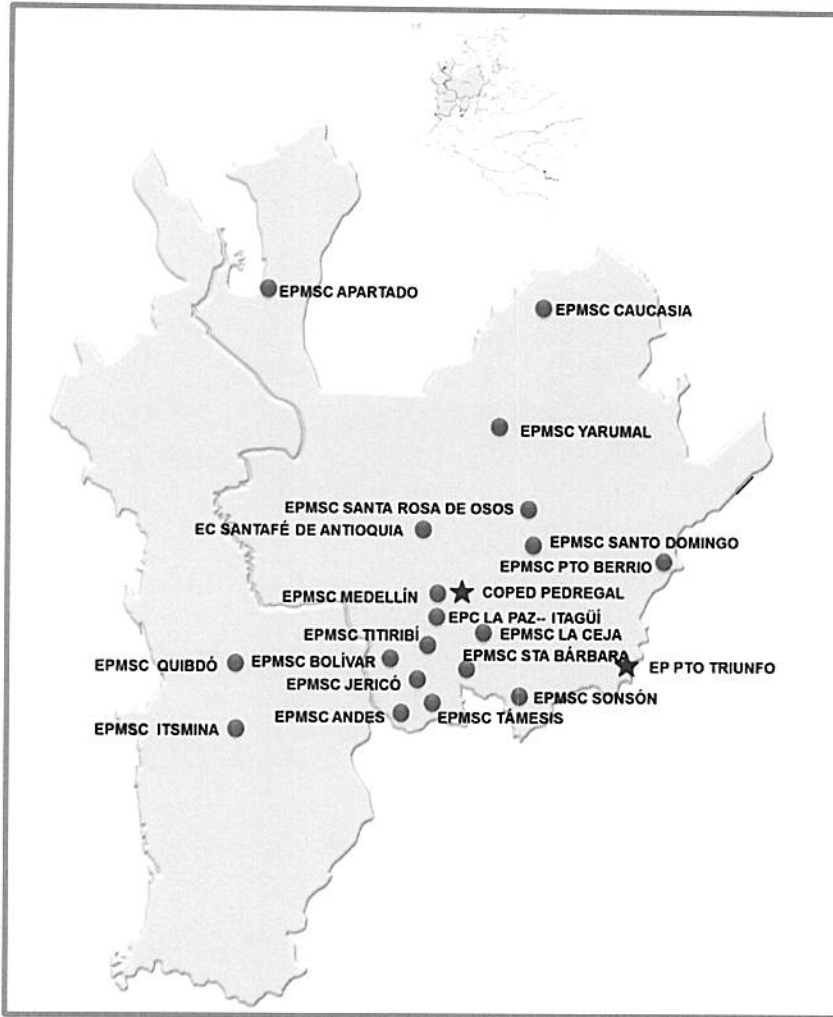 EPMSC APARTADO
EPMSC CAUCASIA
EPMSC YARUMAL
EPMSC SANTA ROSA DE OSOS
EC SANTAFÉ DE ANTIOQUIA
EPMSC SANTO DOMINGO
EPMSC PTO BERRIO
EPMSC MEDELLÍN
COPED PEDREGAL
EPC LA PAZ-- ITAGÜÍ
EPMSC TITIRIBÍ
EPMSC LA CEJA
EPMSC QUIBDÓ
EPMSC BOLÍVAR
EPMSC STA BÁRBARA
EP PTO TRIUNFO
EPMSC JERICÓ
EPMSC SONSÓN
EPMSC ANDES
EPMSC TÁMESIS
EPMSC ITSMINA